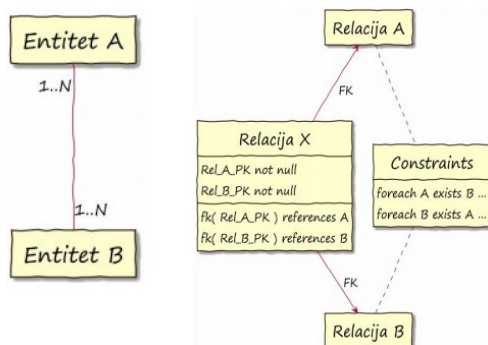 Entitet A
1..N
1..N
Entitet B
Relacija A
FK
Relacija X
Rel_A_PK not null
Rel_B_PK not null
fk( Rel_A_PK ) references A
fk( Rel_B_PK ) references B
Constraints
foreach A exists B ...
foreach B exists A ...
FK
Relacija B